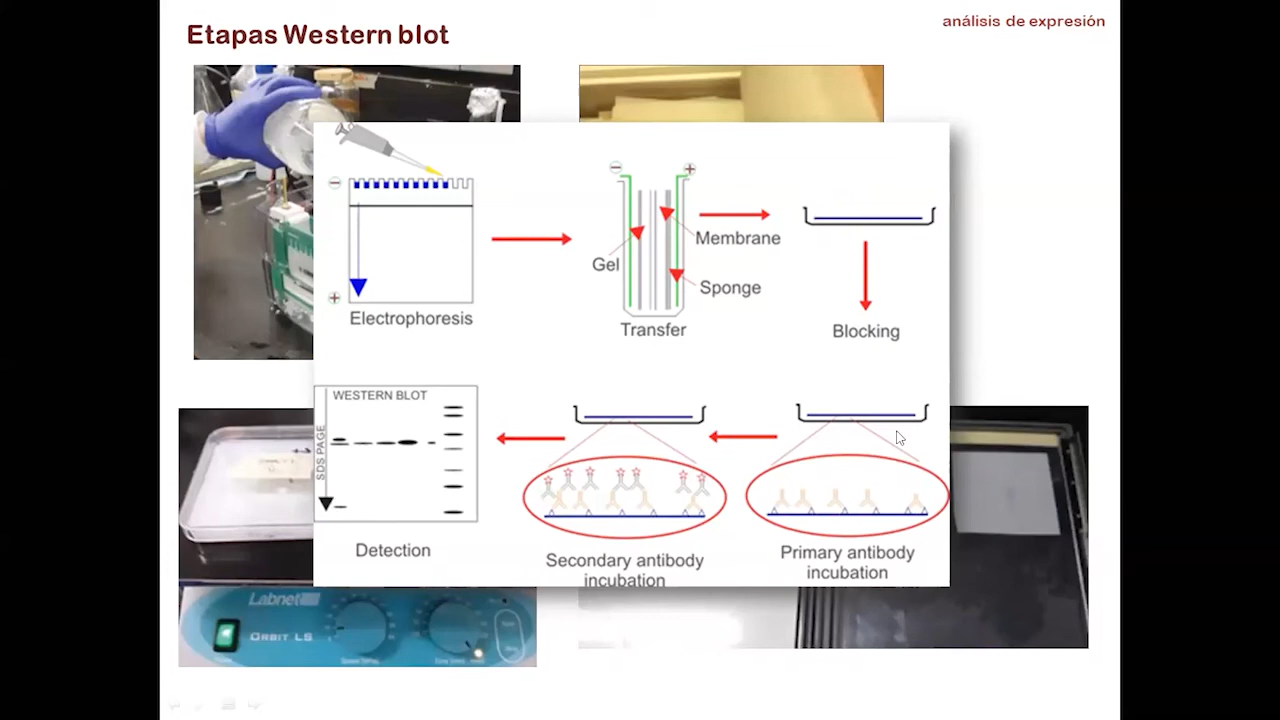 Etapas Western blot
análisis de expresión
Electrophoresis
Gel
Membrane
Sponge
Transfer
Blocking
WESTERN BLOT
SDS PAGE
Detection
Secondary antibody
incubation
Primary antibody
incubation
Labnet
ORBIT LS